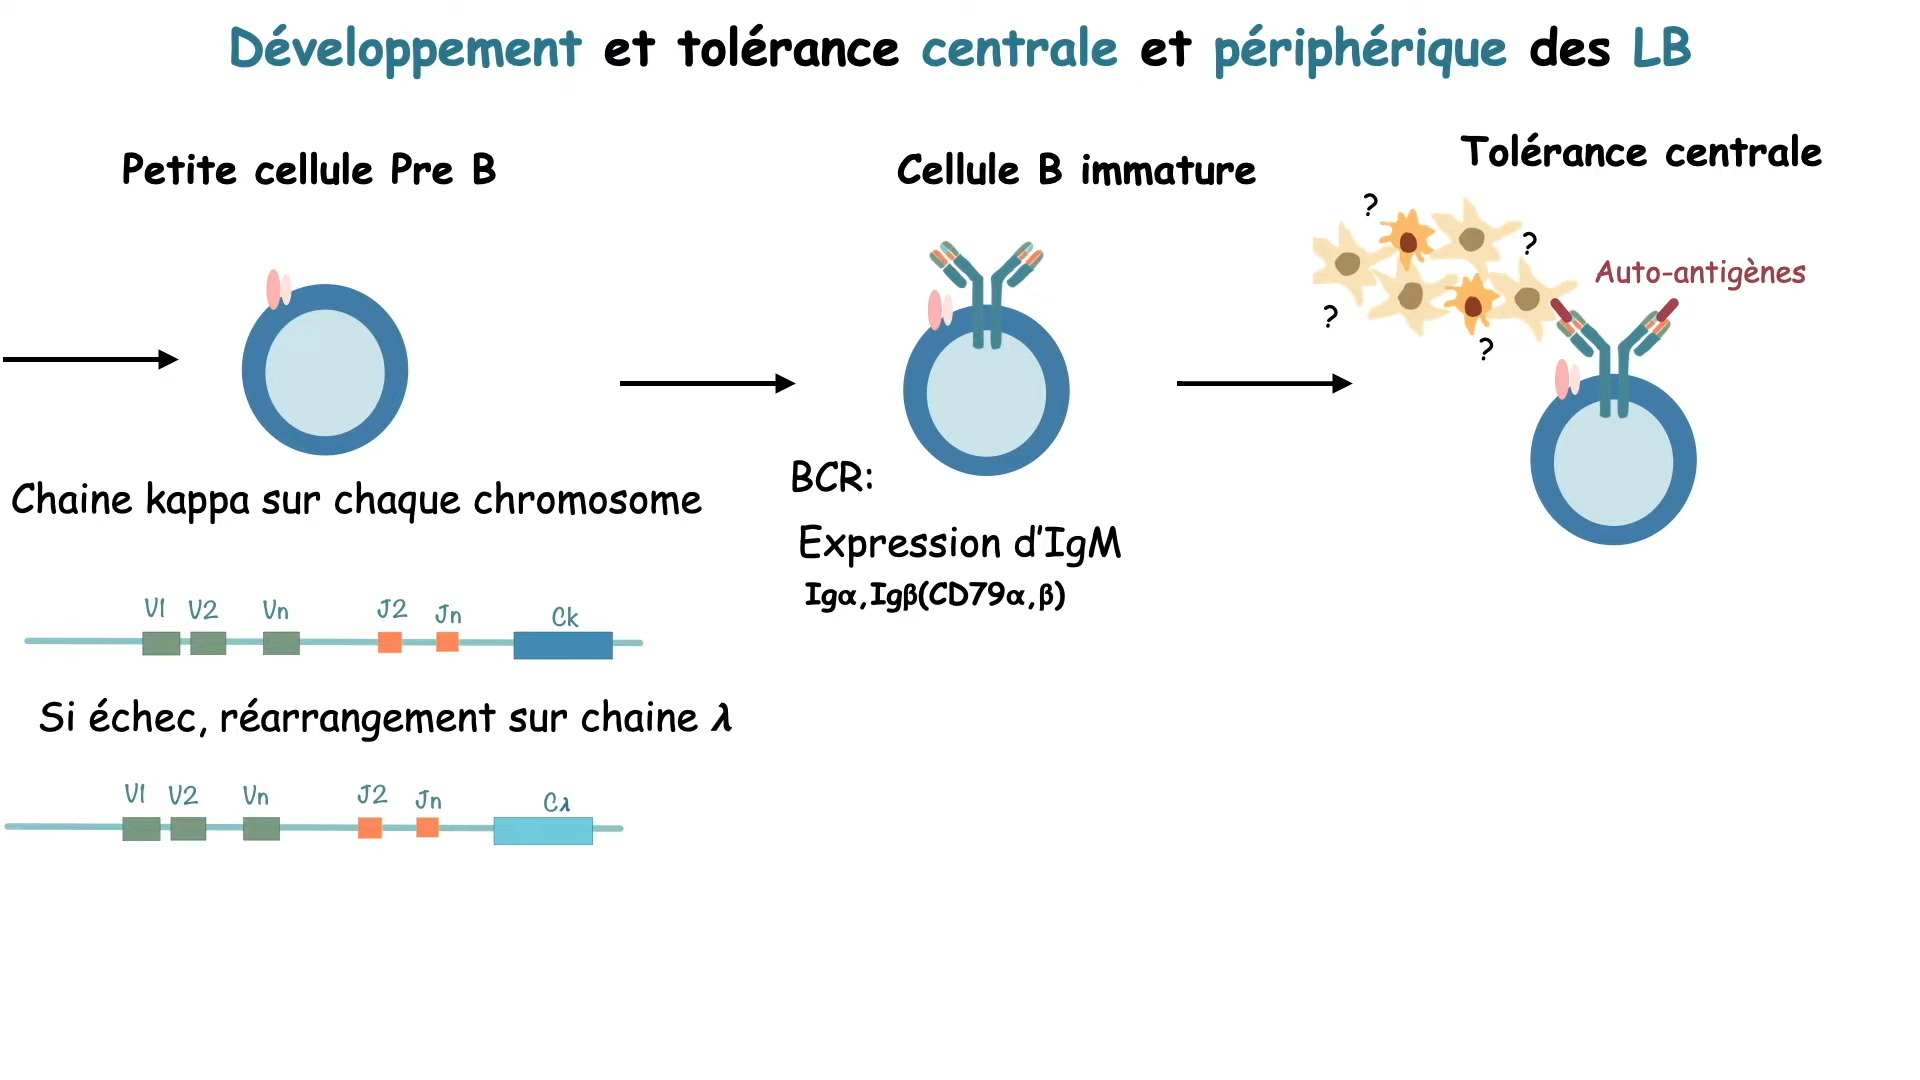 Développement et tolérance centrale et périphérique des LB
Petite cellule Pre B
Cellule B immature
Tolérance centrale
?
?
Auto-antigènes
?
?
BCR:
Chaine kappa sur chaque chromosome
Expression d'IgM
Igα,Igβ(CD79α,β)
V1 V2 Vn J2 Jn Ck
Si échec, réarrangement sur chaine λ
V1 V2 Vn J2 Jn Cλ